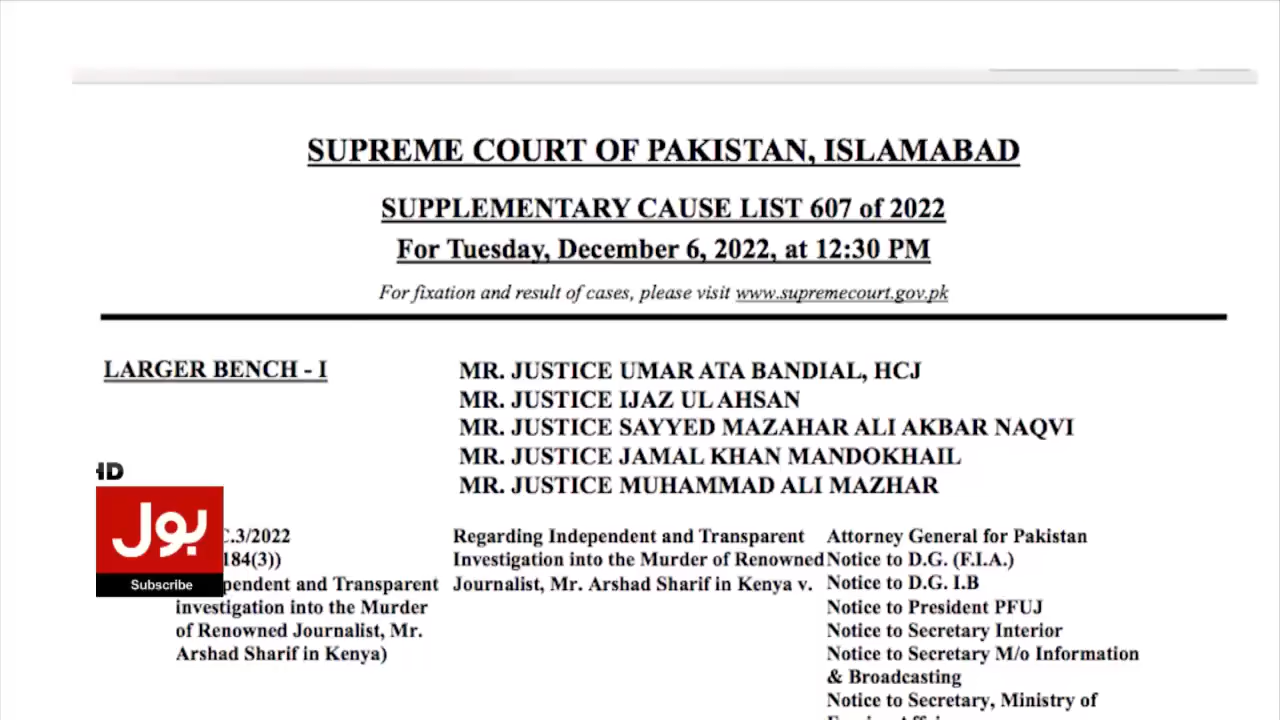 SUPREME COURT OF PAKISTAN, ISLAMABAD
SUPPLEMENTARY CAUSE LIST 607 of 2022
For Tuesday, December 6, 2022, at 12:30 PM
For fixation and result of cases, please visit www.supremecourt.gov.pk
LARGER BENCH - I
MR. JUSTICE UMAR ATA BANDIAL, HCJ
MR. JUSTICE IJAZ UL AHSAN
MR. JUSTICE SAYYED MAZAHAR ALI AKBAR NAQVI
MR. JUSTICE JAMAL KHAN MANDOKHAIL
MR. JUSTICE MUHAMMAD ALI MAZHAR
HD
بول
Subscribe
C.3/2022
184(3))
pendent and Transparent
investigation into the Murder
of Renowned Journalist, Mr.
Arshad Sharif in Kenya)
Regarding Independent and Transparent
Investigation into the Murder of Renowned
Journalist, Mr. Arshad Sharif in Kenya v.
Attorney General for Pakistan
Notice to D.G. (F.I.A.)
Notice to D.G. I.B
Notice to President PFUJ
Notice to Secretary Interior
Notice to Secretary M/o Information
& Broadcasting
Notice to Secretary, Ministry of